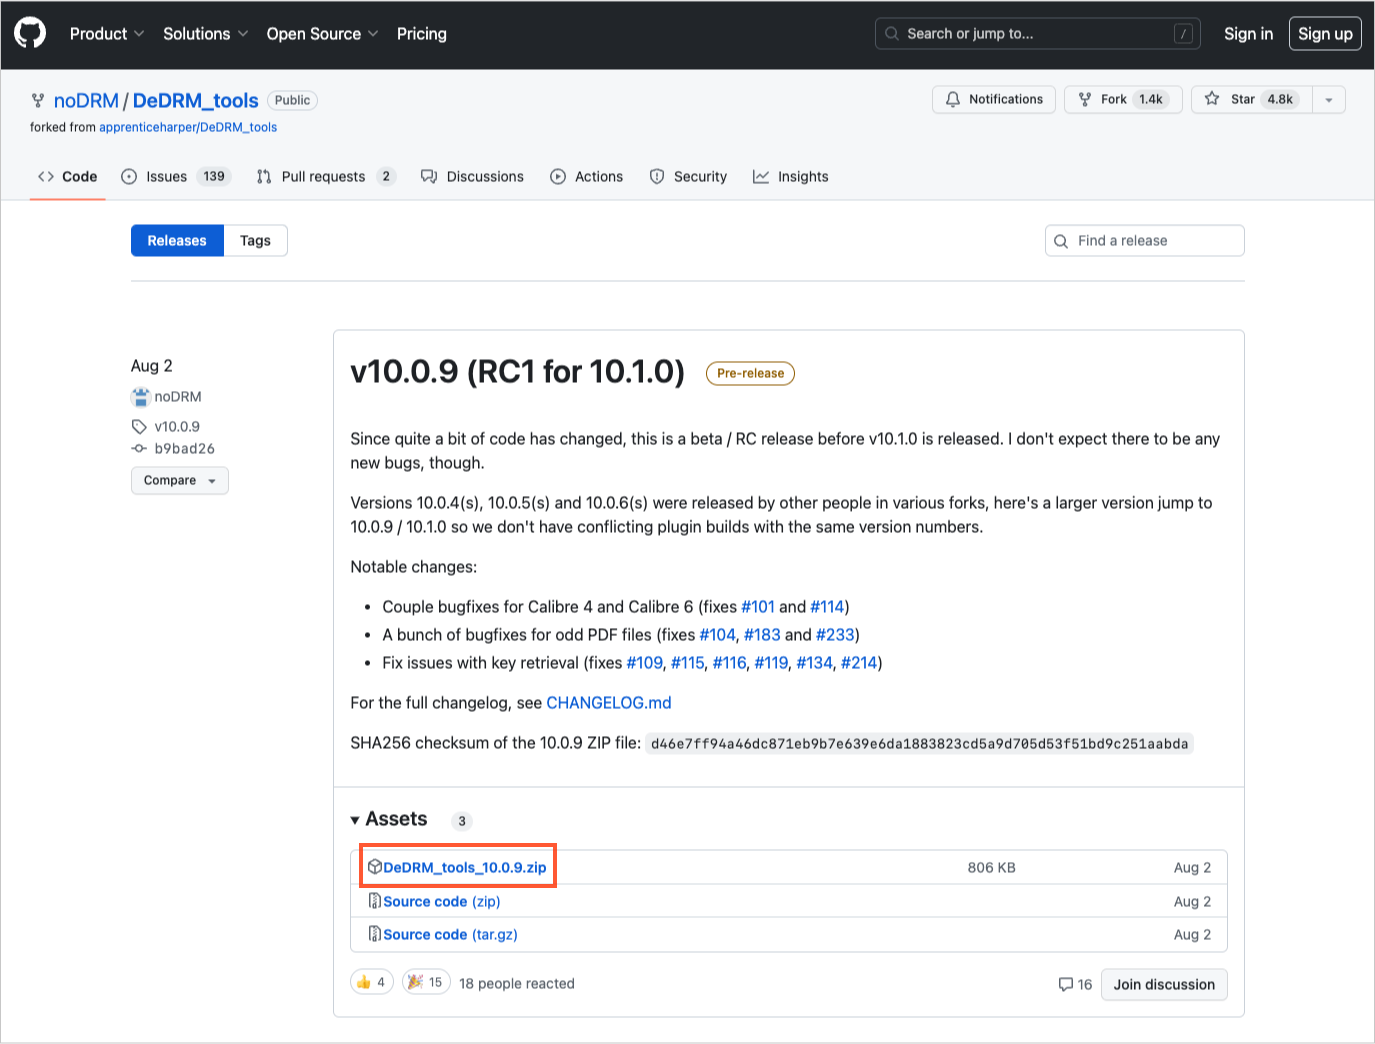 Product Solutions Open Source Pricing Search or jump to... / Sign in Sign up
noDRM / DeDRM_tools Public Notifications Fork 1.4k Star 4.8k
forked from apprenticeharper/DeDRM_tools
Code Issues 139 Pull requests 2 Discussions Actions Security Insights
Releases Tags Find a release
Aug 2
noDRM
v10.0.9
b9bad26
Compare
v10.0.9 (RC1 for 10.1.0) Pre-release
Since quite a bit of code has changed, this is a beta / RC release before v10.1.0 is released. I don't expect there to be any
new bugs, though.
Versions 10.0.4(s), 10.0.5(s) and 10.0.6(s) were released by other people in various forks, here's a larger version jump to
10.0.9 / 10.1.0 so we don't have conflicting plugin builds with the same version numbers.
Notable changes:
• Couple bugfixes for Calibre 4 and Calibre 6 (fixes #101 and #114)
• A bunch of bugfixes for odd PDF files (fixes #104, #183 and #233)
• Fix issues with key retrieval (fixes #109, #115, #116, #119, #134, #214)
For the full changelog, see CHANGELOG.md
SHA256 checksum of the 10.0.9 ZIP file: d46e7ff94a46dc871eb9b7e639e6da1883823cd5a9d705d53f51bd9c251aabda
Assets 3
DeDRM_tools_10.0.9.zip 806 KB Aug 2
Source code (zip) Aug 2
Source code (tar.gz) Aug 2
4 15 18 people reacted 16 Join discussion